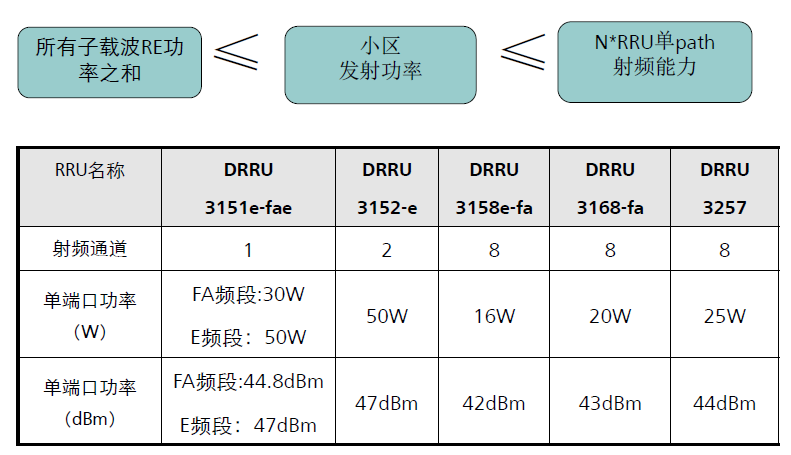 所有子载波RE功
率之和
≤
小区
发射功率
≤
N*RRU单path
射频能力
RRU名称
DRRU
3151e-fae
DRRU
3152-e
DRRU
3158e-fa
DRRU
3168-fa
DRRU
3257
射频通道
1
2
8
8
8
单端口功率
（W）
FA频段:30W
E频段：50W
50W
16W
20W
25W
单端口功率
（dBm）
FA频段:44.8dBm
E频段：47dBm
47dBm
42dBm
43dBm
44dBm